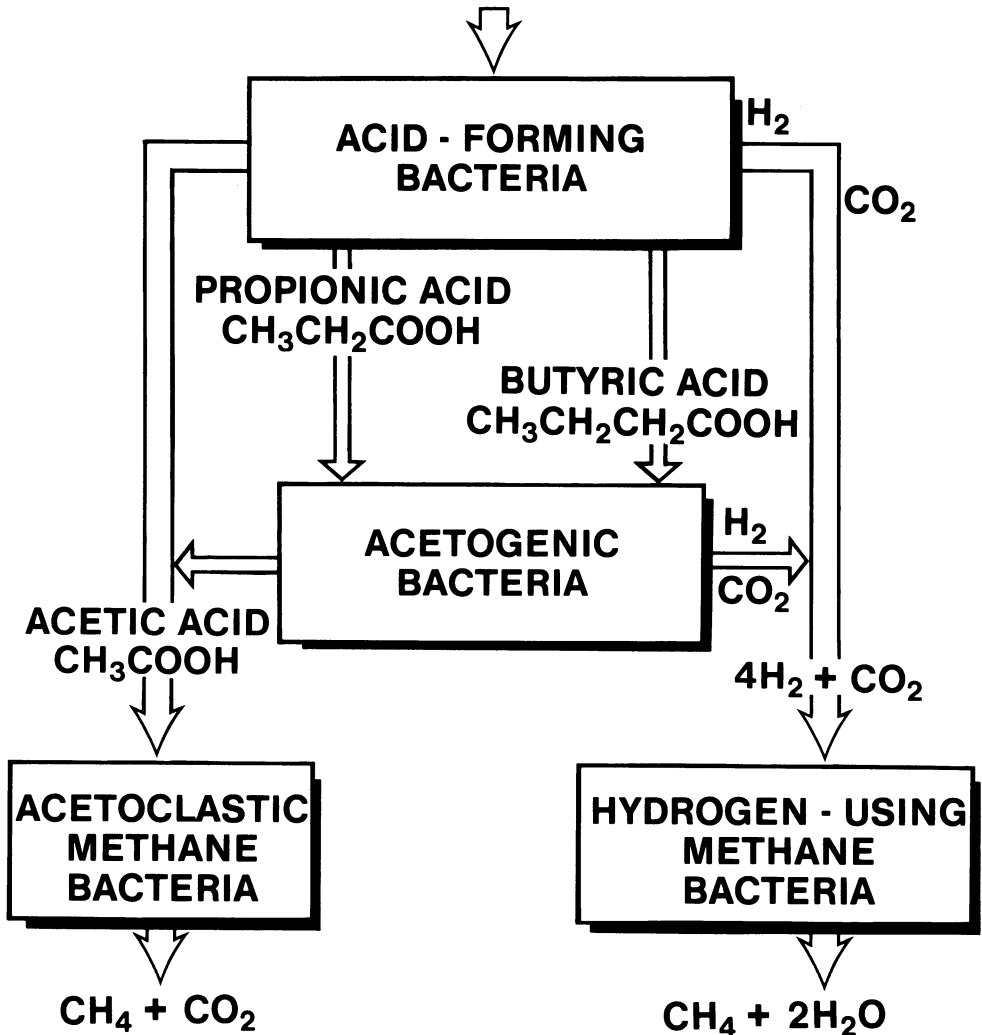 ACID - FORMING
BACTERIA
H₂
CO₂
PROPIONIC ACID
CH₃CH₂COOH
BUTYRIC ACID
CH₃CH₂CH₂COOH
ACETOGENIC
BACTERIA
H₂
CO₂
ACETIC ACID
CH₃COOH
4H₂ + CO₂
ACETOCLASTIC
METHANE
BACTERIA
HYDROGEN - USING
METHANE
BACTERIA
CH₄ + CO₂
CH₄ + 2H₂O